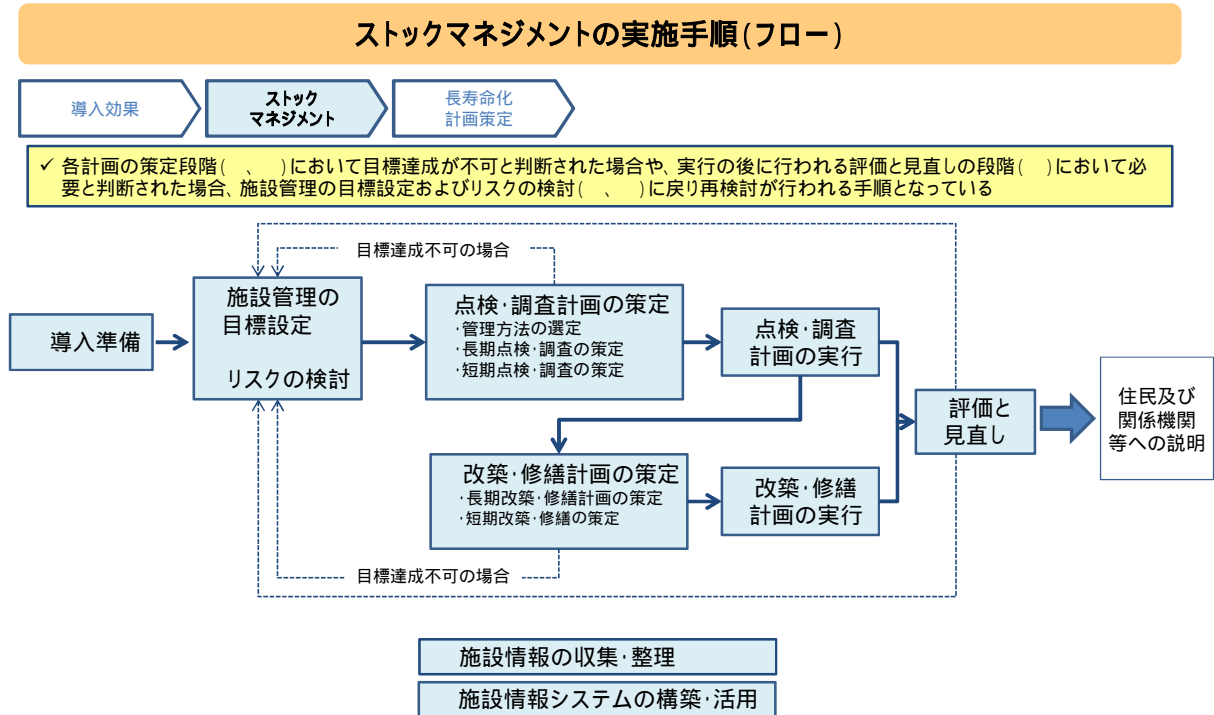 ストックマネジメントの実施手順(フロー)
導入効果
ストック
マネジメント
長寿命化
計画策定
✓ 各計画の策定段階(　、　)において目標達成が不可と判断された場合や、実行の後に行われる評価と見直しの段階(　)において必
要と判断された場合、施設管理の目標設定およびリスクの検討(　、　)に戻り再検討が行われる手順となっている
目標達成不可の場合
導入準備
施設管理の
目標設定
リスクの検討
点検・調査計画の策定
・管理方法の選定
・長期点検・調査の策定
・短期点検・調査の策定
点検・調査
計画の実行
改築・修繕計画の策定
・長期改築・修繕計画の策定
・短期改築・修繕の策定
改築・修繕
計画の実行
評価と
見直し
住民及び
関係機関
等への説明
目標達成不可の場合
施設情報の収集・整理
施設情報システムの構築・活用